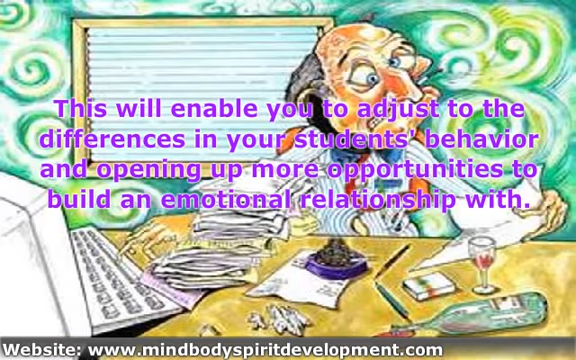 This will enable you to adjust to the
differences in your students' behavior
and opening up more opportunities to
build an emotional relationship with.
Website: www.mindbodyspiritdevelopment.com